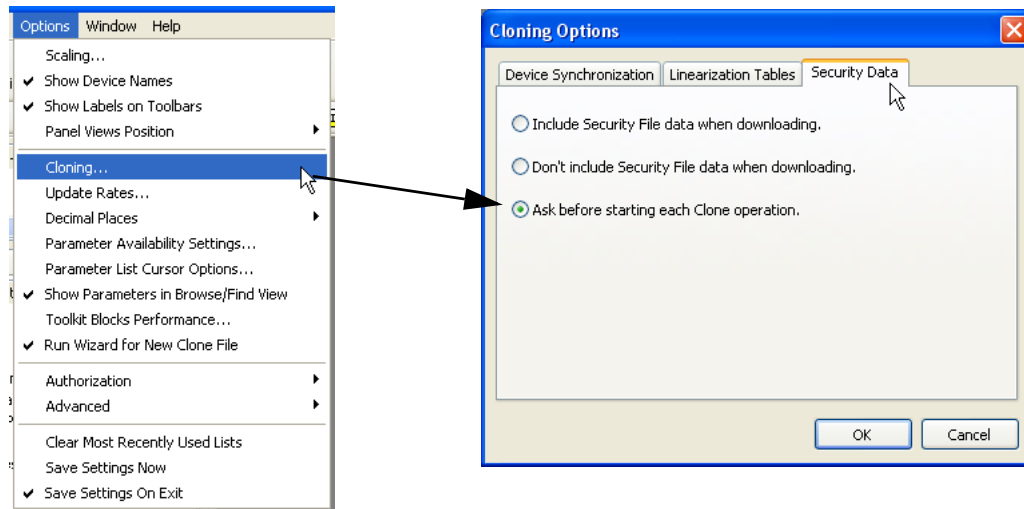 Options Window Help
Scaling...
Show Device Names
Show Labels on Toolbars
Panel Views Position
Cloning...
Update Rates...
Decimal Places
Parameter Availability Settings...
Parameter List Cursor Options...
Show Parameters in Browse/Find View
Toolkit Blocks Performance...
Run Wizard for New Clone File
Authorization
Advanced
Clear Most Recently Used Lists
Save Settings Now
Save Settings On Exit
Cloning Options
Device Synchronization Linearization Tables Security Data
Include Security File data when downloading.
Don't include Security File data when downloading.
Ask before starting each Clone operation.
OK Cancel